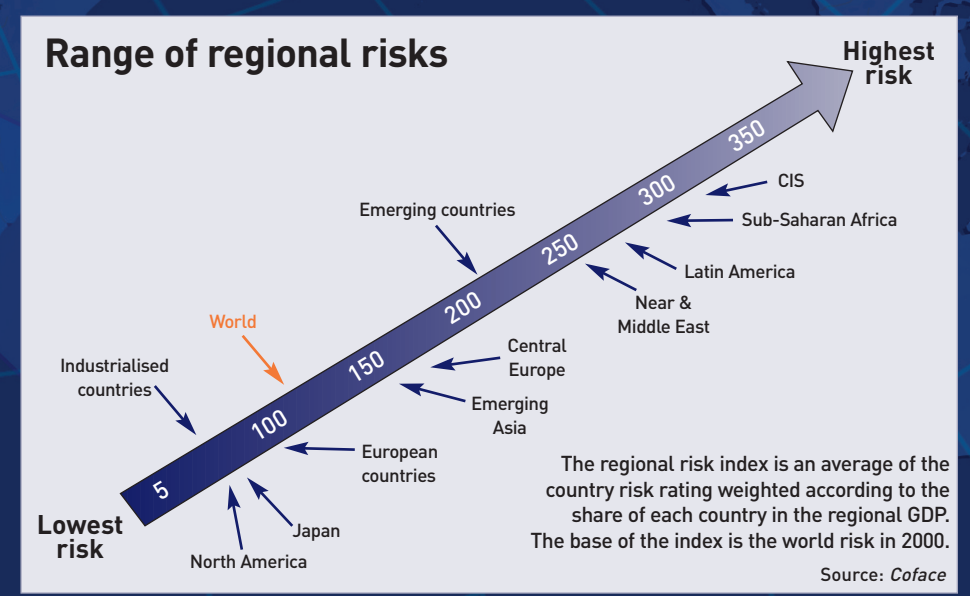 Range of regional risks
Highest
risk
350
300
CIS
Sub-Saharan Africa
Emerging countries
250
Latin America
Near &
Middle East
200
World
Central
Europe
150
Industrialised
countries
Emerging
Asia
100
European
countries
5
Lowest
risk
Japan
North America
The regional risk index is an average of the
country risk rating weighted according to the
share of each country in the regional GDP.
The base of the index is the world risk in 2000.
Source: Coface